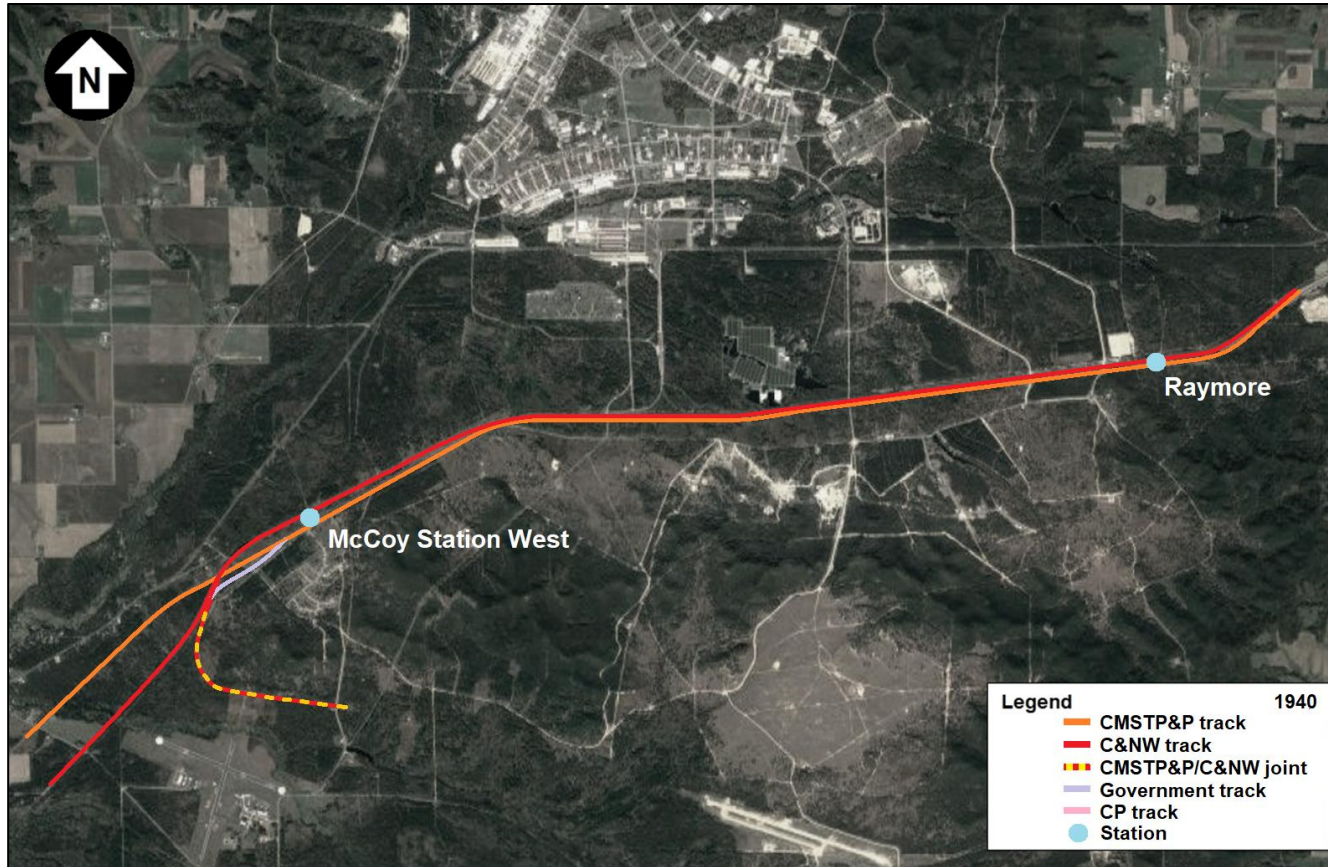 N
Raymore
McCoy Station West
Legend 1940
CMSTP&P track
C&NW track
CMSTP&P/C&NW joint
Government track
CP track
Station